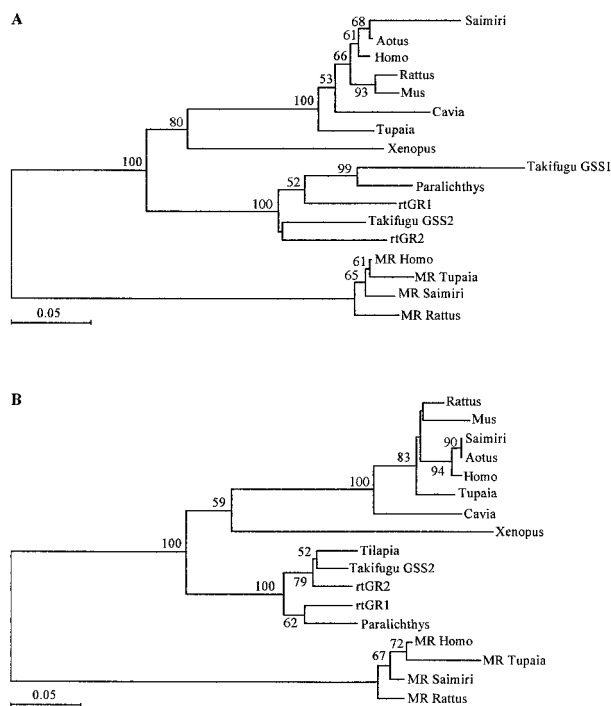 A
68
Saimiri
61
Aotus
Homo
66
Rattus
93
Mus
53
Cavia
100
Tupaia
80
Xenopus
100
99
Takifugu GSS1
52
Paralichthys
rtGR1
100
Takifugu GSS2
rtGR2
61
MR Homo
65
MR Tupaia
MR Saimiri
MR Rattus
0.05
B
Rattus
Mus
90
Saimiri
Aotus
83
94
Homo
100
Tupaia
59
Cavia
Xenopus
100
52
Tilapia
Takifugu GSS2
100
79
rtGR2
rtGR1
62
Paralichthys
72
MR Homo
67
MR Tupaia
MR Saimiri
MR Rattus
0.05